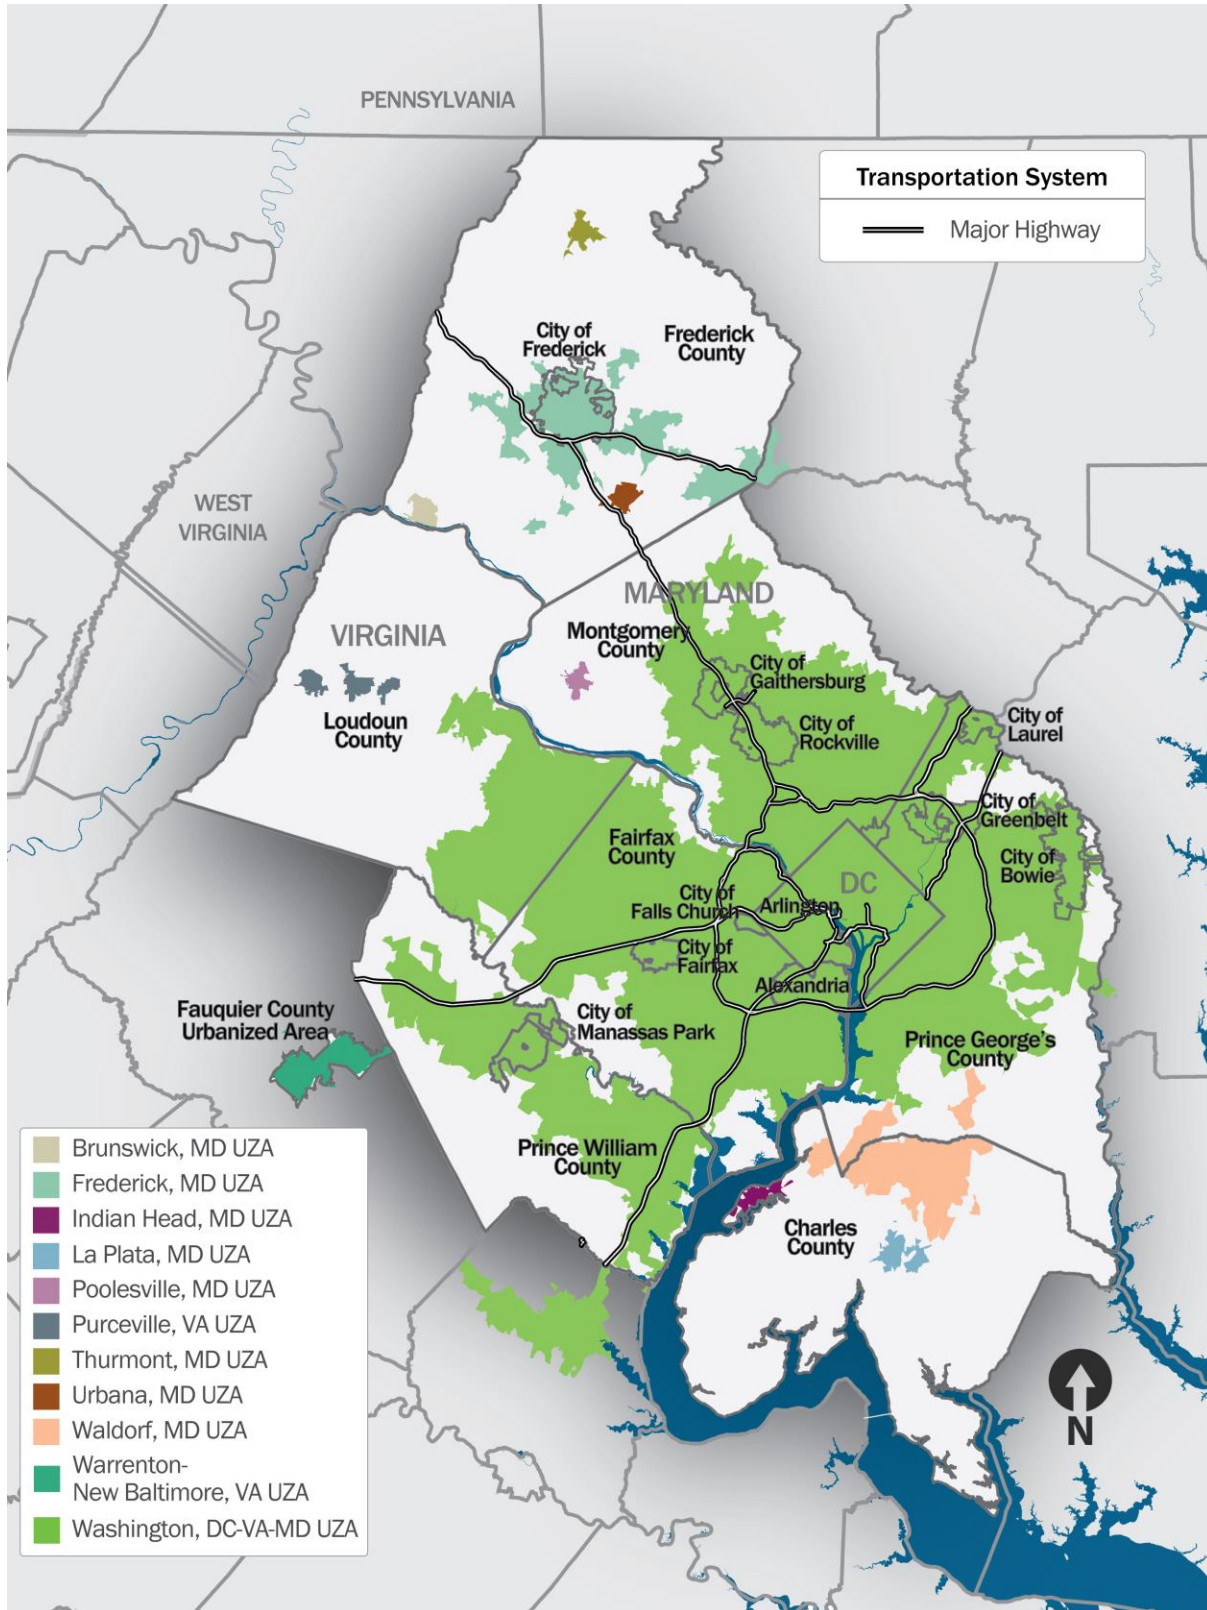 PENNSYLVANIA
Transportation System
Major Highway
City of
Frederick
Frederick
County
WEST
VIRGINIA
MARYLAND
VIRGINIA
Montgomery
County
City of
Gaithersburg
Loudoun
County
City of
Rockville
City of
Laurel
City of
Greenbelt
Fairfax
County
City of
Bowie
DC
City of
Falls Church
Arlington
City of
Fairfax
Alexandria
Fauquier County
Urbanized Area
City of
Manassas Park
Prince George's
County
Prince William
County
Charles
County
Brunswick, MD UZA
Frederick, MD UZA
Indian Head, MD UZA
La Plata, MD UZA
Poolesville, MD UZA
Purceville, VA UZA
Thurmont, MD UZA
Urbana, MD UZA
Waldorf, MD UZA
Warrenton-
New Baltimore, VA UZA
Washington, DC-VA-MD UZA
N